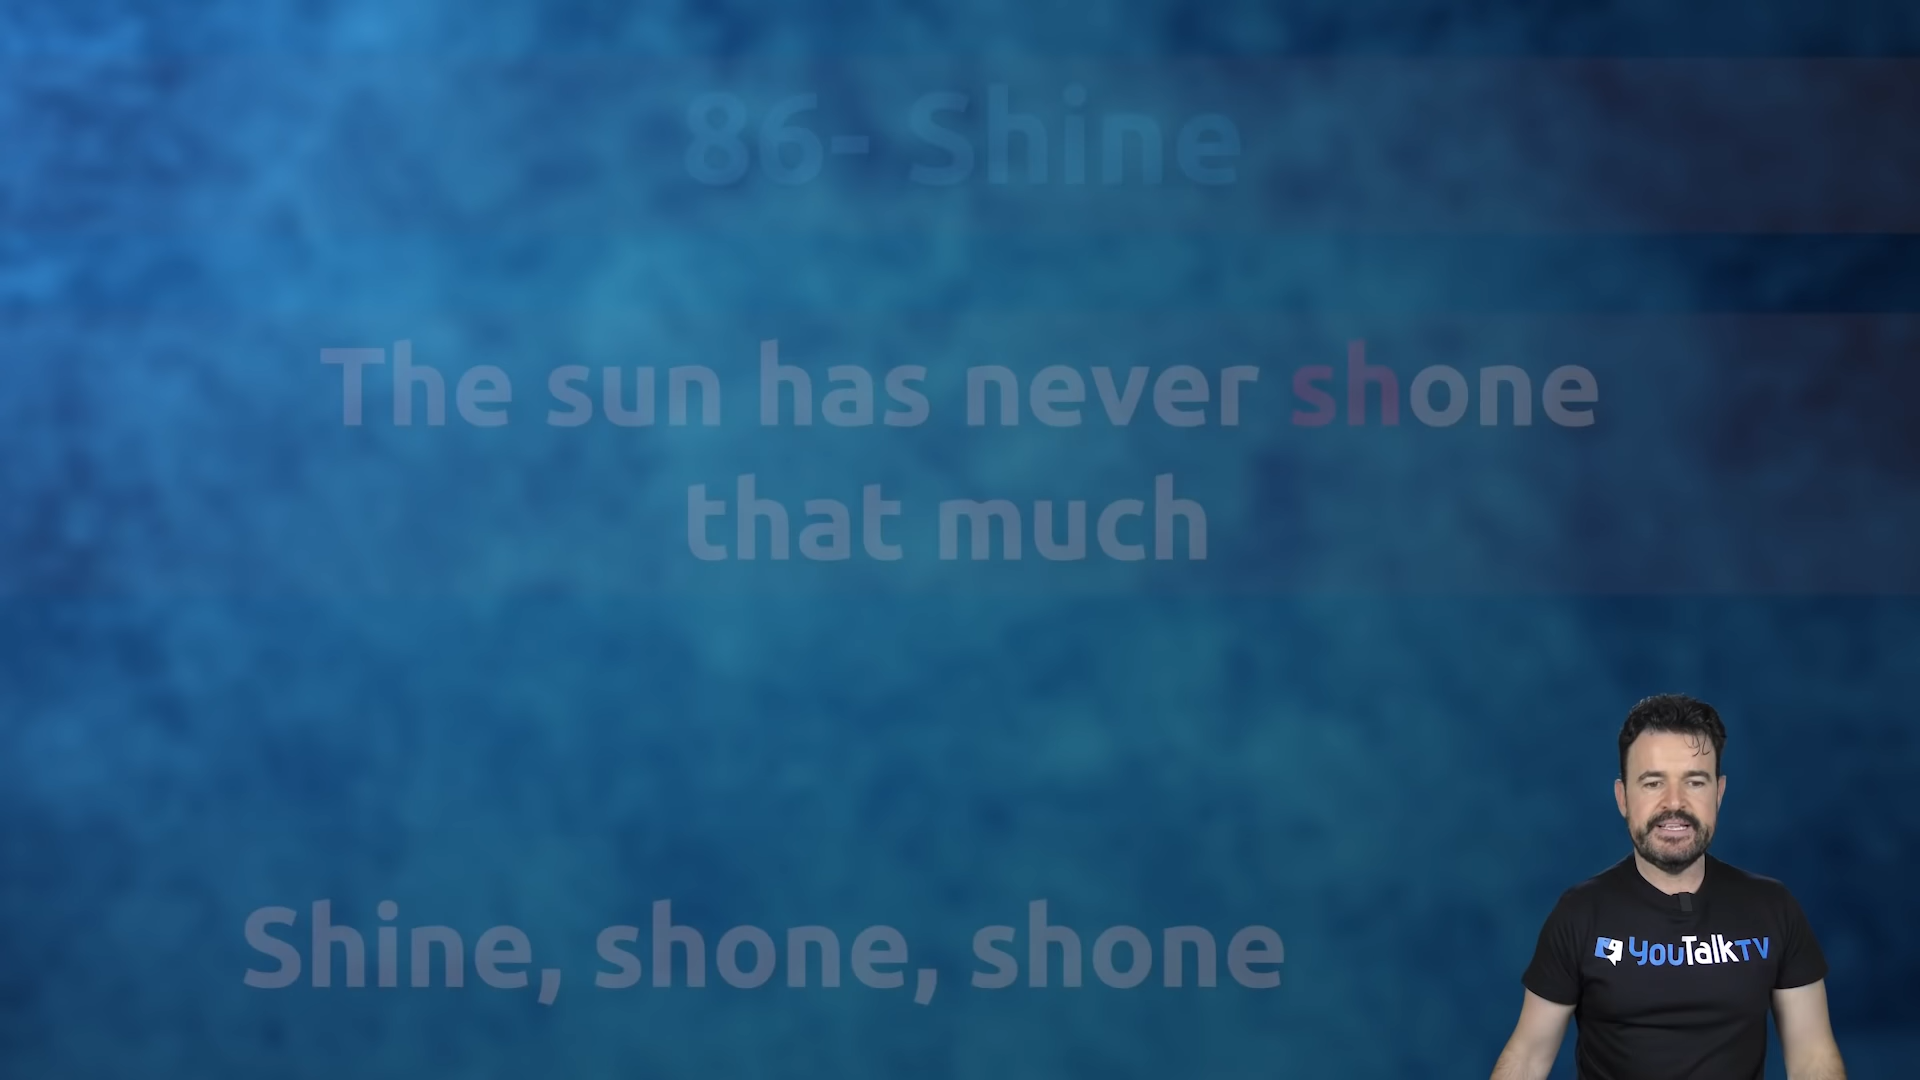 86- Shine
The sun has never shone
that much
Shine, shone, shone
YouTalkTV